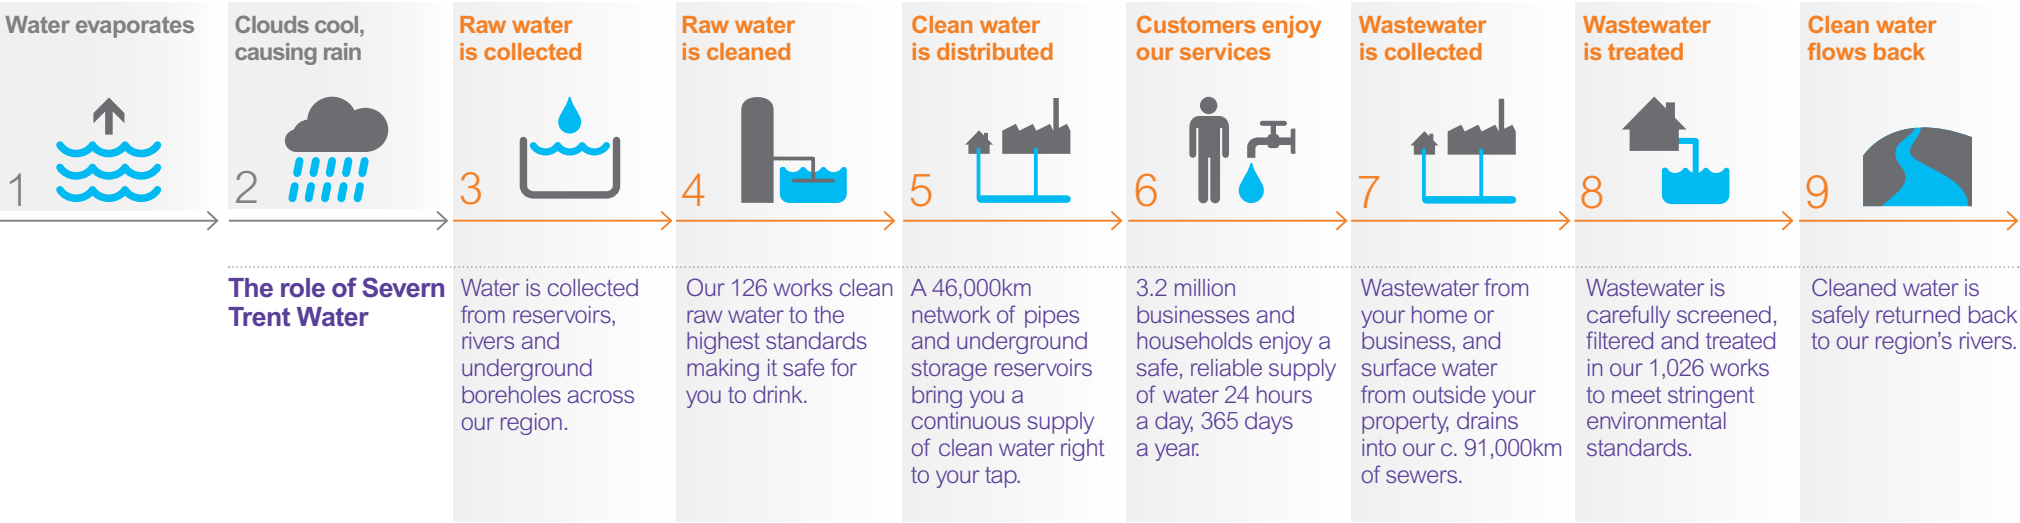 Water evaporates
1
Clouds cool,
causing rain
2
Raw water
is collected
3
Raw water
is cleaned
4
Clean water
is distributed
5
Customers enjoy
our services
6
Wastewater
is collected
7
Wastewater
is treated
8
Clean water
flows back
9
The role of Severn
Trent Water
Water is collected
from reservoirs,
rivers and
underground
boreholes across
our region.
Our 126 works clean
raw water to the
highest standards
making it safe for
you to drink.
A 46,000km
network of pipes
and underground
storage reservoirs
bring you a
continuous supply
of clean water right
to your tap.
3.2 million
businesses and
households enjoy a
safe, reliable supply
of water 24 hours
a day, 365 days
a year.
Wastewater from
your home or
business, and
surface water
from outside your
property, drains
into our c. 91,000km
of sewers.
Wastewater is
carefully screened,
filtered and treated
in our 1,026 works
to meet stringent
environmental
standards.
Cleaned water is
safely returned back
to our region's rivers.